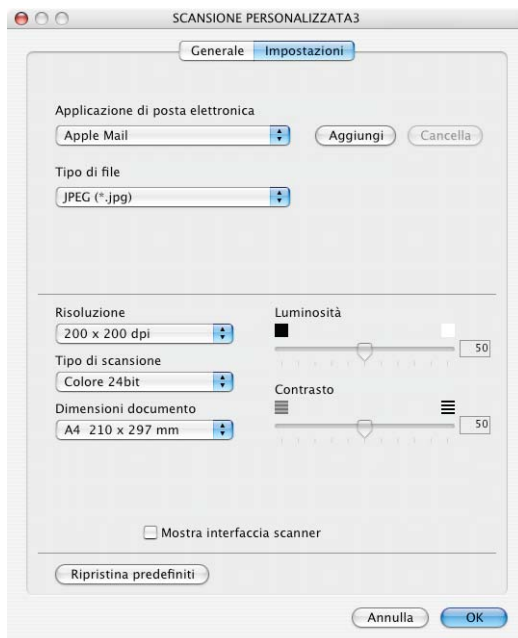 SCANSIONE PERSONALIZZATA3
Generale Impostazioni
Applicazione di posta elettronica
Apple Mail Aggiungi Cancella
Tipo di file
JPEG (*.jpg)
Risoluzione
200 x 200 dpi
Tipo di scansione
Colore 24bit
Dimensioni documento
A4 210 x 297 mm
Luminosità
50
Contrasto
50
Mostra interfaccia scanner
Ripristina predefiniti
Annulla OK